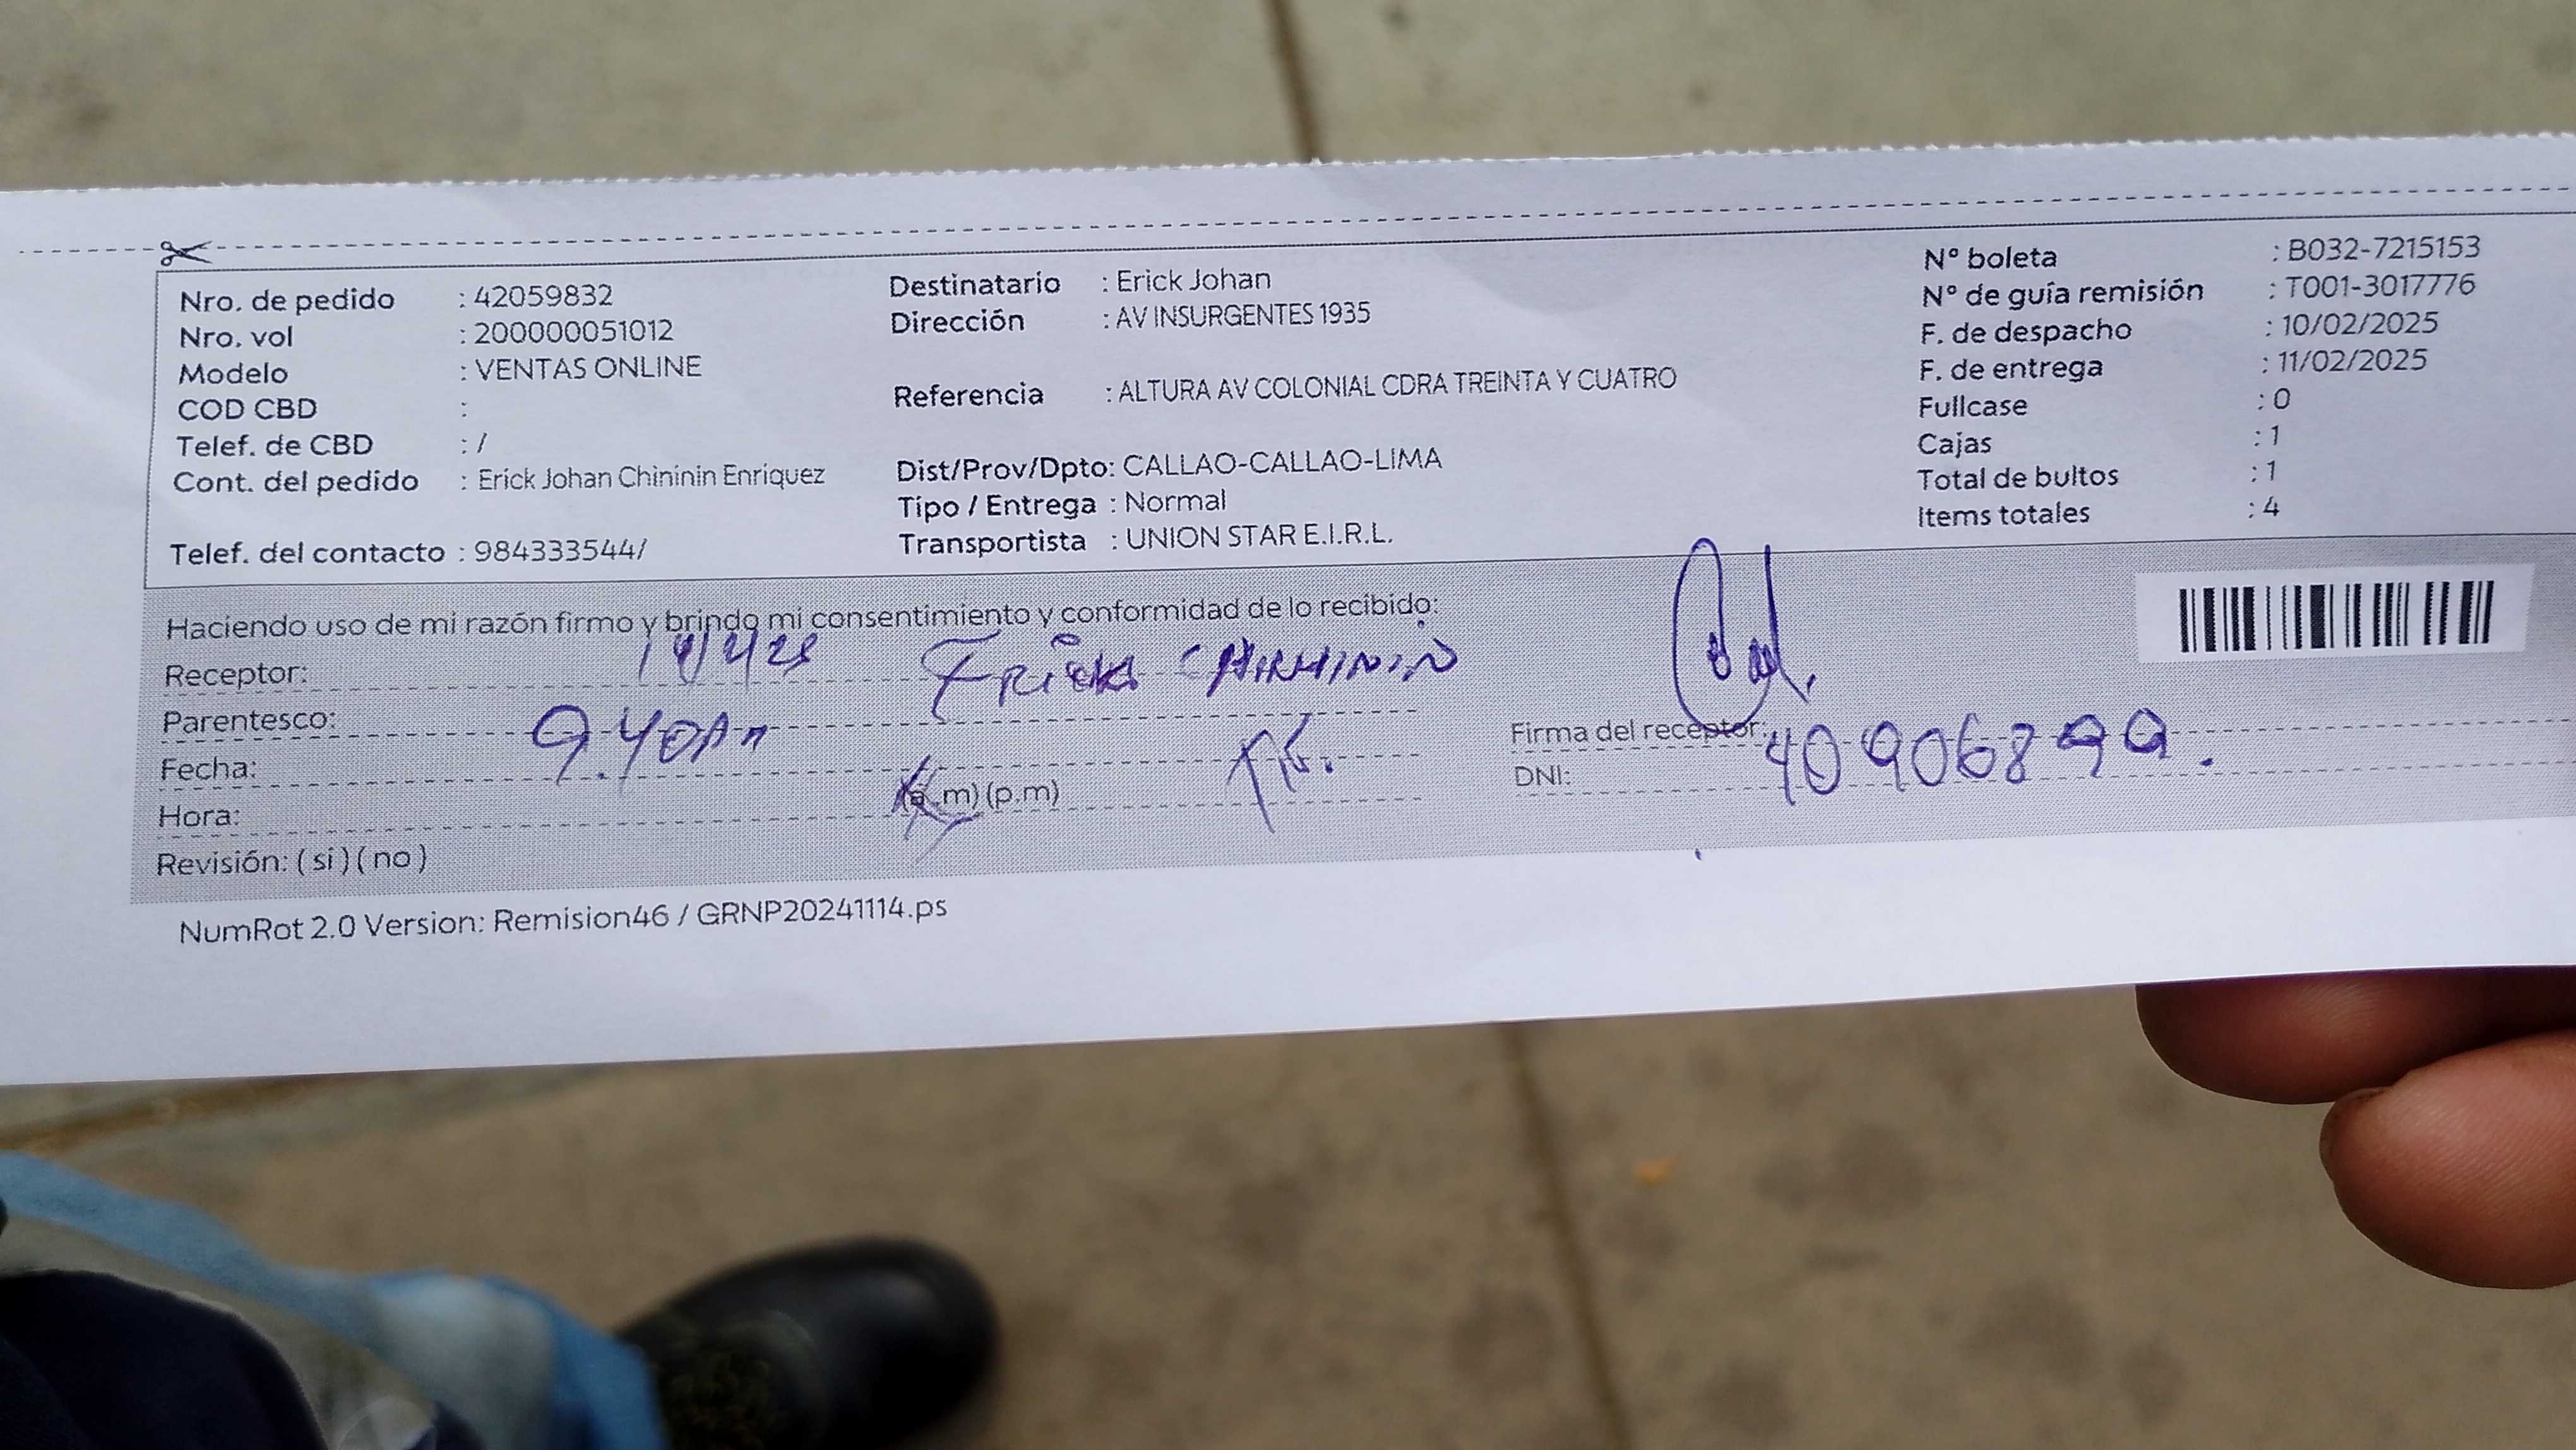 Nro. de pedido : 42059832
Nro. vol : 200000051012
Modelo : VENTAS ONLINE
COD CBD :
Telef. de CBD : /
Cont. del pedido : Erick Johan Chininin Enriquez
Telef. del contacto : 984333544/
Destinatario : Erick Johan
Dirección : AV INSURGENTES 1935
Referencia : ALTURA AV COLONIAL CDRA TREINTA Y CUATRO
Dist/Prov/Dpto: CALLAO-CALLAO-LIMA
Tipo / Entrega : Normal
Transportista : UNION STAR E.I.R.L.
N° boleta : B032-7215153
N° de guía remisión : T001-3017776
F. de despacho : 10/02/2025
F. de entrega : 11/02/2025
Fullcase : 0
Cajas : 1
Total de bultos : 1
Items totales : 4
Haciendo uso de mi razón firmo y brindo mi consentimiento y conformidad de lo recibido:
Receptor:
Parentesco: 9.40Am
Fecha:
Hora: (a.m) (p.m)
Revisión: ( si ) ( no )
Firma del receptor:
DNI: 40906899.
NumRot 2.0 Version: Remision46 / GRNP20241114.ps